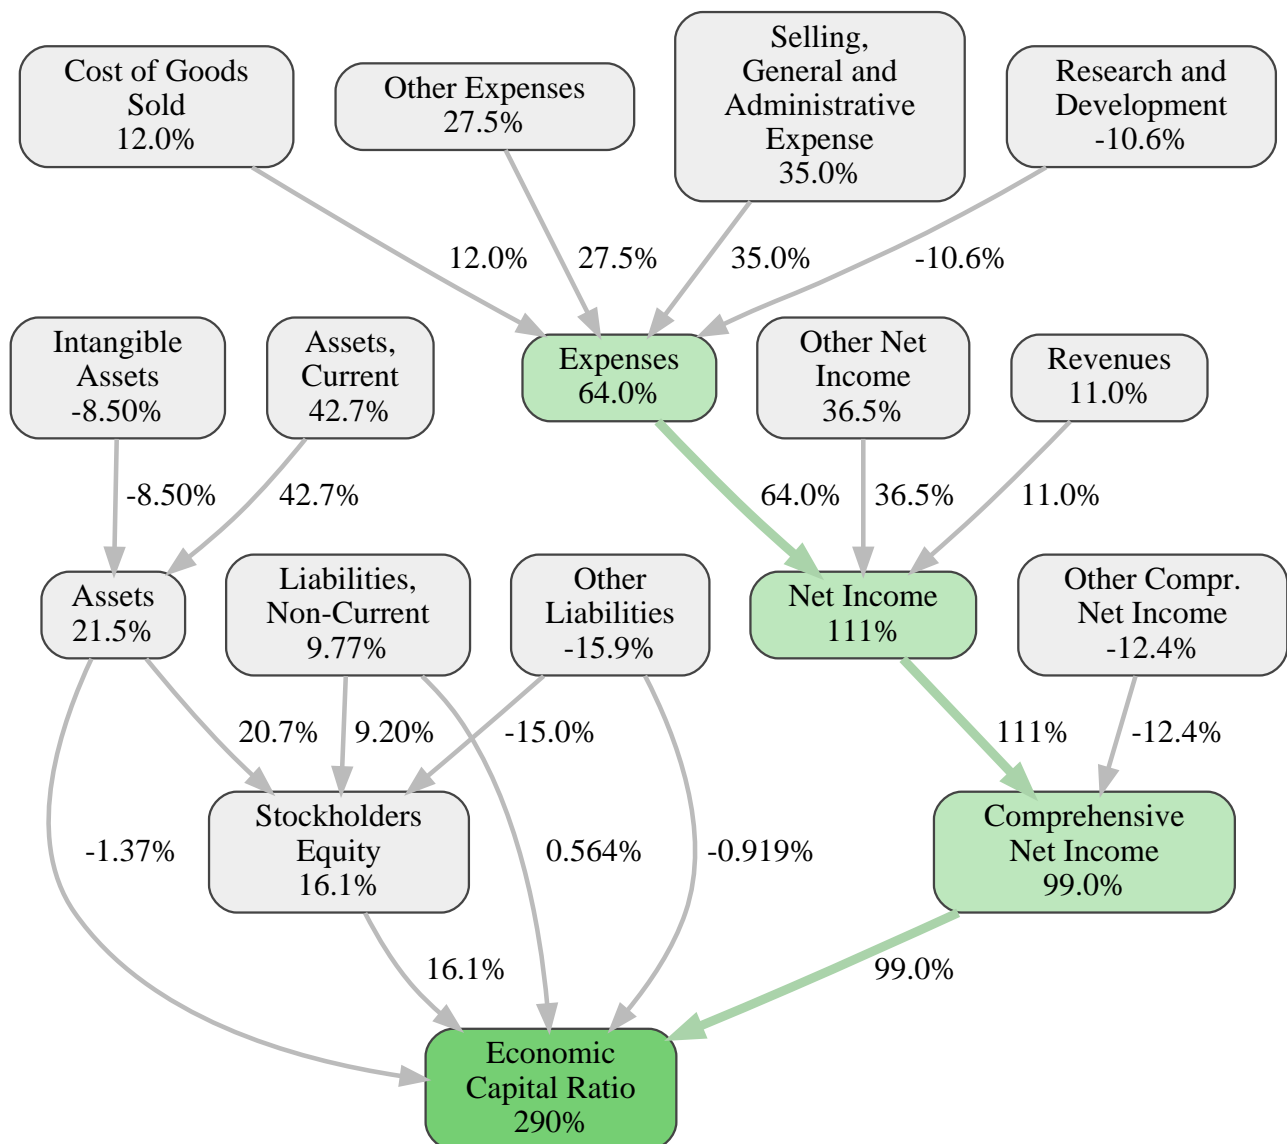 Cost of Goods
Sold
12.0%
Other Expenses
27.5%
Selling,
General and
Administrative
Expense
35.0%
Research and
Development
-10.6%
12.0%
27.5%
35.0%
-10.6%
Intangible
Assets
-8.50%
Assets,
Current
42.7%
Expenses
64.0%
Other Net
Income
36.5%
Revenues
11.0%
-8.50%
42.7%
64.0%
36.5%
11.0%
Assets
21.5%
Liabilities,
Non-Current
9.77%
Other
Liabilities
-15.9%
Net Income
111%
Other Compr.
Net Income
-12.4%
20.7%
9.20%
-15.0%
111%
-12.4%
-1.37%
Stockholders
Equity
16.1%
0.564%
-0.919%
Comprehensive
Net Income
99.0%
16.1%
99.0%
Economic
Capital Ratio
290%